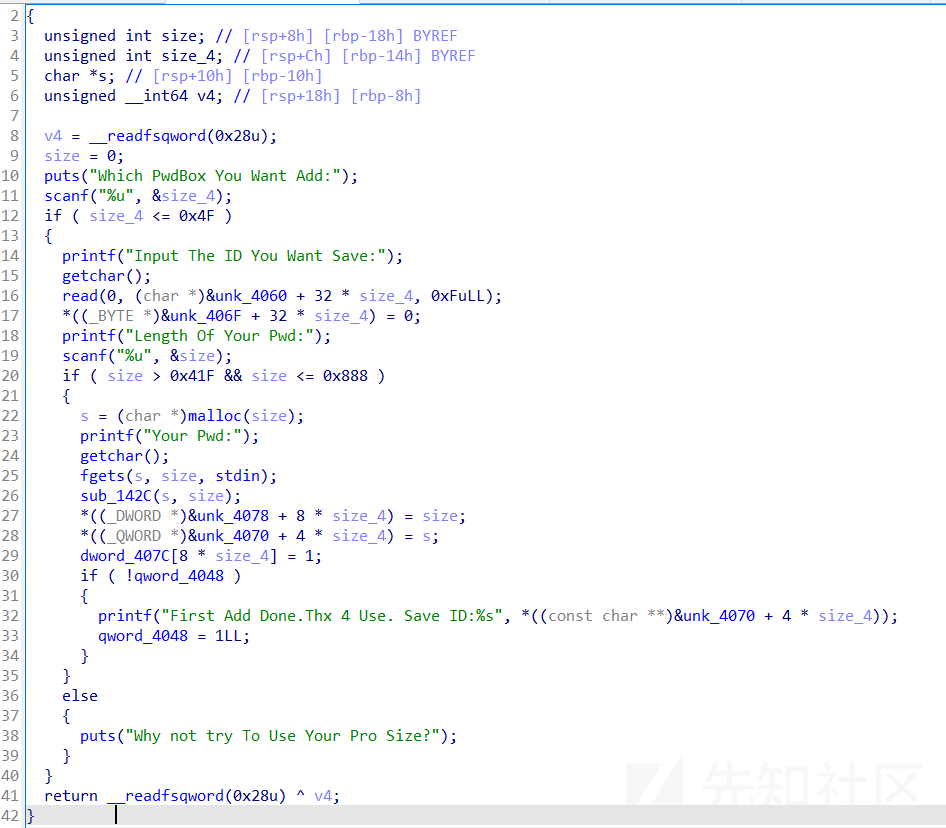 2 {
3 unsigned int size; // [rsp+8h] [rbp-18h] BYREF
4 unsigned int size_4; // [rsp+Ch] [rbp-14h] BYREF
5 char *s; // [rsp+10h] [rbp-10h]
6 unsigned __int64 v4; // [rsp+18h] [rbp-8h]
7
8 v4 = __readfsqword(0x28u);
9 size = 0;
10 puts("Which PwdBox You Want Add:");
11 scanf("%u", &size_4);
12 if ( size_4 <= 0x4F )
13 {
14 printf("Input The ID You Want Save:");
15 getchar();
16 read(0, (char *)&unk_4060 + 32 * size_4, 0xFuLL);
17 *((_BYTE *)&unk_406F + 32 * size_4) = 0;
18 printf("Length Of Your Pwd:");
19 scanf("%u", &size);
20 if ( size > 0x41F && size <= 0x888 )
21 {
22 s = (char *)malloc(size);
23 printf("Your Pwd:");
24 getchar();
25 fgets(s, size, stdin);
26 sub_142C(s, size);
27 *((_DWORD *)&unk_4078 + 8 * size_4) = size;
28 *((_QWORD *)&unk_4070 + 4 * size_4) = s;
29 dword_407C[8 * size_4] = 1;
30 if ( !qword_4048 )
31 {
32 printf("First Add Done.Thx 4 Use. Save ID:%s", *((const char **)&unk_4070 + 4 * size_4));
33 qword_4048 = 1LL;
34 }
35 }
36 else
37 {
38 puts("Why not try To Use Your Pro Size?");
39 }
40 }
41 return __readfsqword(0x28u) ^ v4;
42 }
先知社区